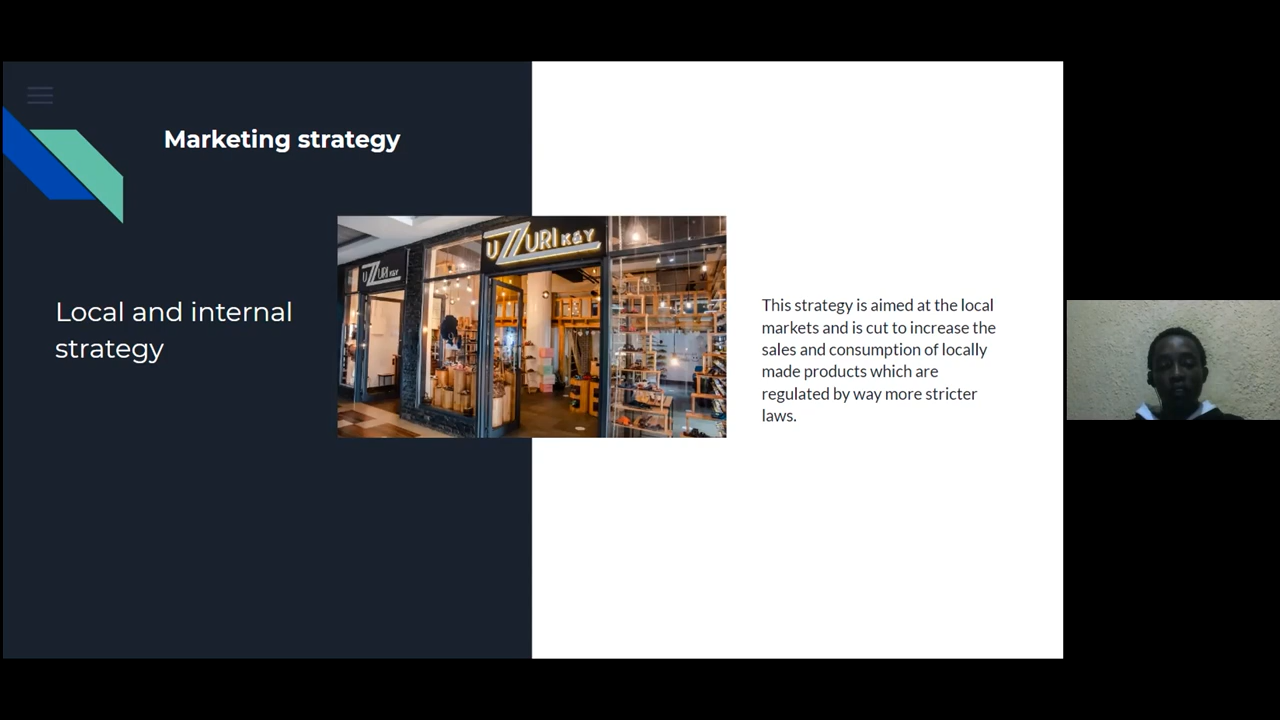 Marketing strategy
UZURI K&Y
UZURI K&Y
Local and internal
strategy
This strategy is aimed at the local
markets and is cut to increase the
sales and consumption of locally
made products which are
regulated by way more stricter
laws.